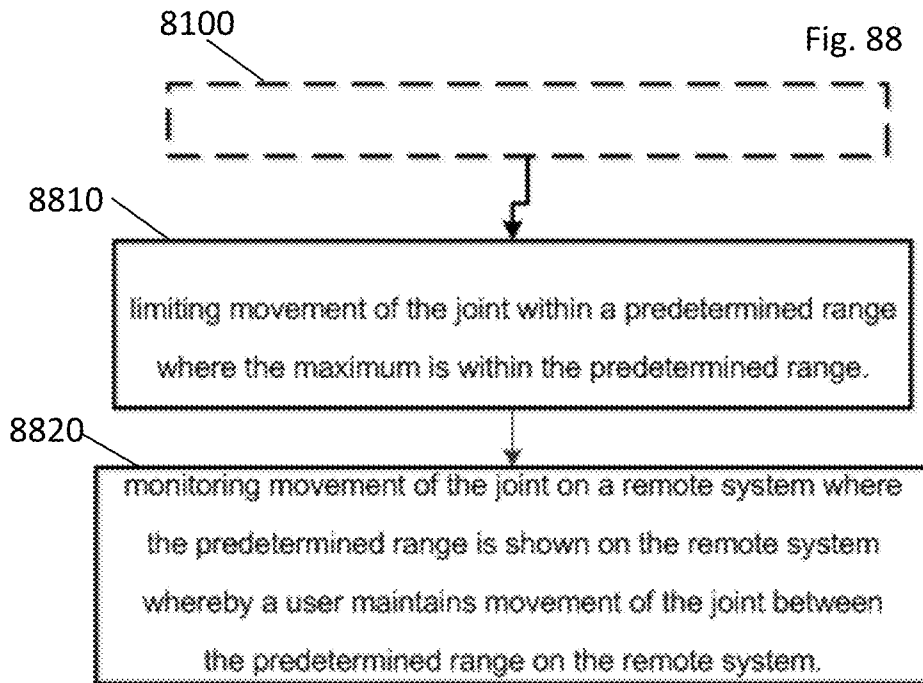 8100
Fig. 88
8810
limiting movement of the joint within a predetermined range
where the maximum is within the predetermined range.
8820
monitoring movement of the joint on a remote system where
the predetermined range is shown on the remote system
whereby a user maintains movement of the joint between
the predetermined range on the remote system.